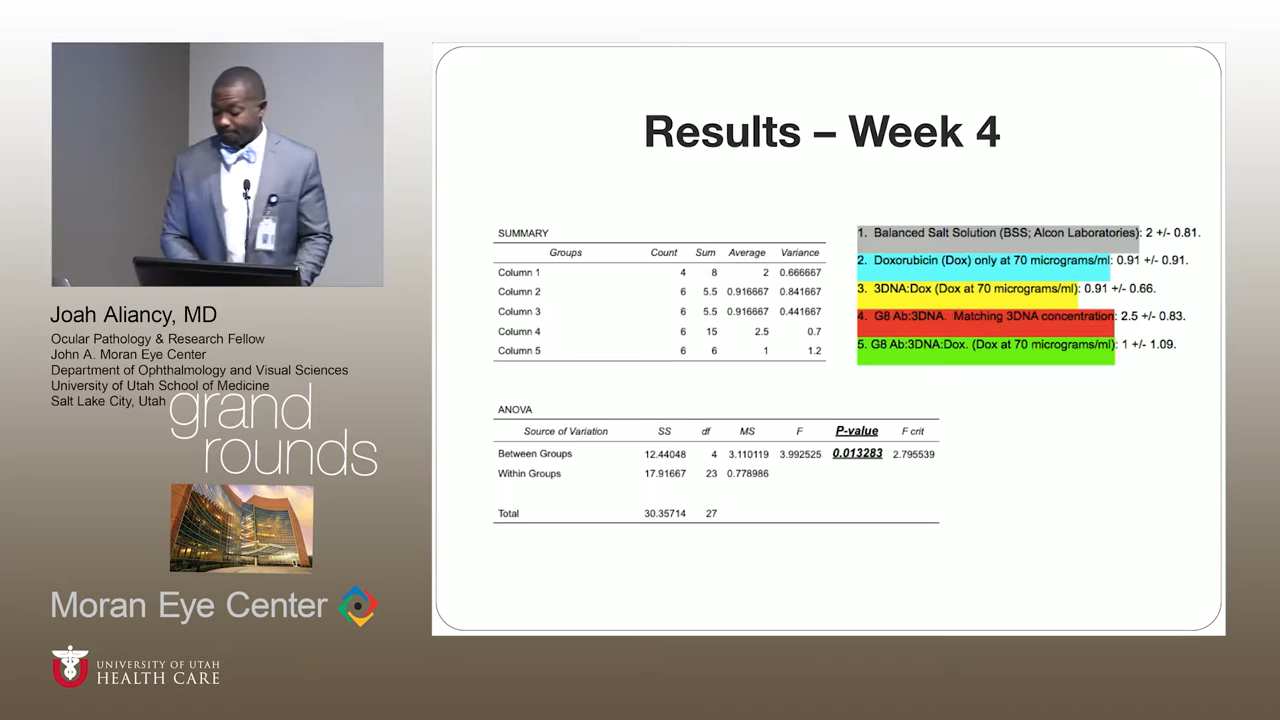 Results – Week 4
SUMMARY
Groups Count Sum Average Variance
Column 1 4 8 2 0.666667
Column 2 6 5.5 0.916667 0.841667
Column 3 6 5.5 0.916667 0.441667
Column 4 6 15 2.5 0.7
Column 5 6 6 1 1.2
1. Balanced Salt Solution (BSS; Alcon Laboratories): 2 +/- 0.81.
2. Doxorubicin (Dox) only at 70 micrograms/ml): 0.91 +/- 0.91.
3. 3DNA:Dox (Dox at 70 micrograms/ml): 0.91 +/- 0.66.
4. G8 Ab:3DNA. Matching 3DNA concentration: 2.5 +/- 0.83.
5. G8 Ab:3DNA:Dox. (Dox at 70 micrograms/ml): 1 +/- 1.09.
ANOVA
Source of Variation SS df MS F P-value F crit
Between Groups 12.44048 4 3.110119 3.992525 0.013283 2.795539
Within Groups 17.91667 23 0.778986
Total 30.35714 27
Joah Aliancy, MD
Ocular Pathology & Research Fellow
John A. Moran Eye Center
Department of Ophthalmology and Visual Sciences
University of Utah School of Medicine
Salt Lake City, Utah
grand
rounds
Moran Eye Center
UNIVERSITY OF UTAH
HEALTH CARE